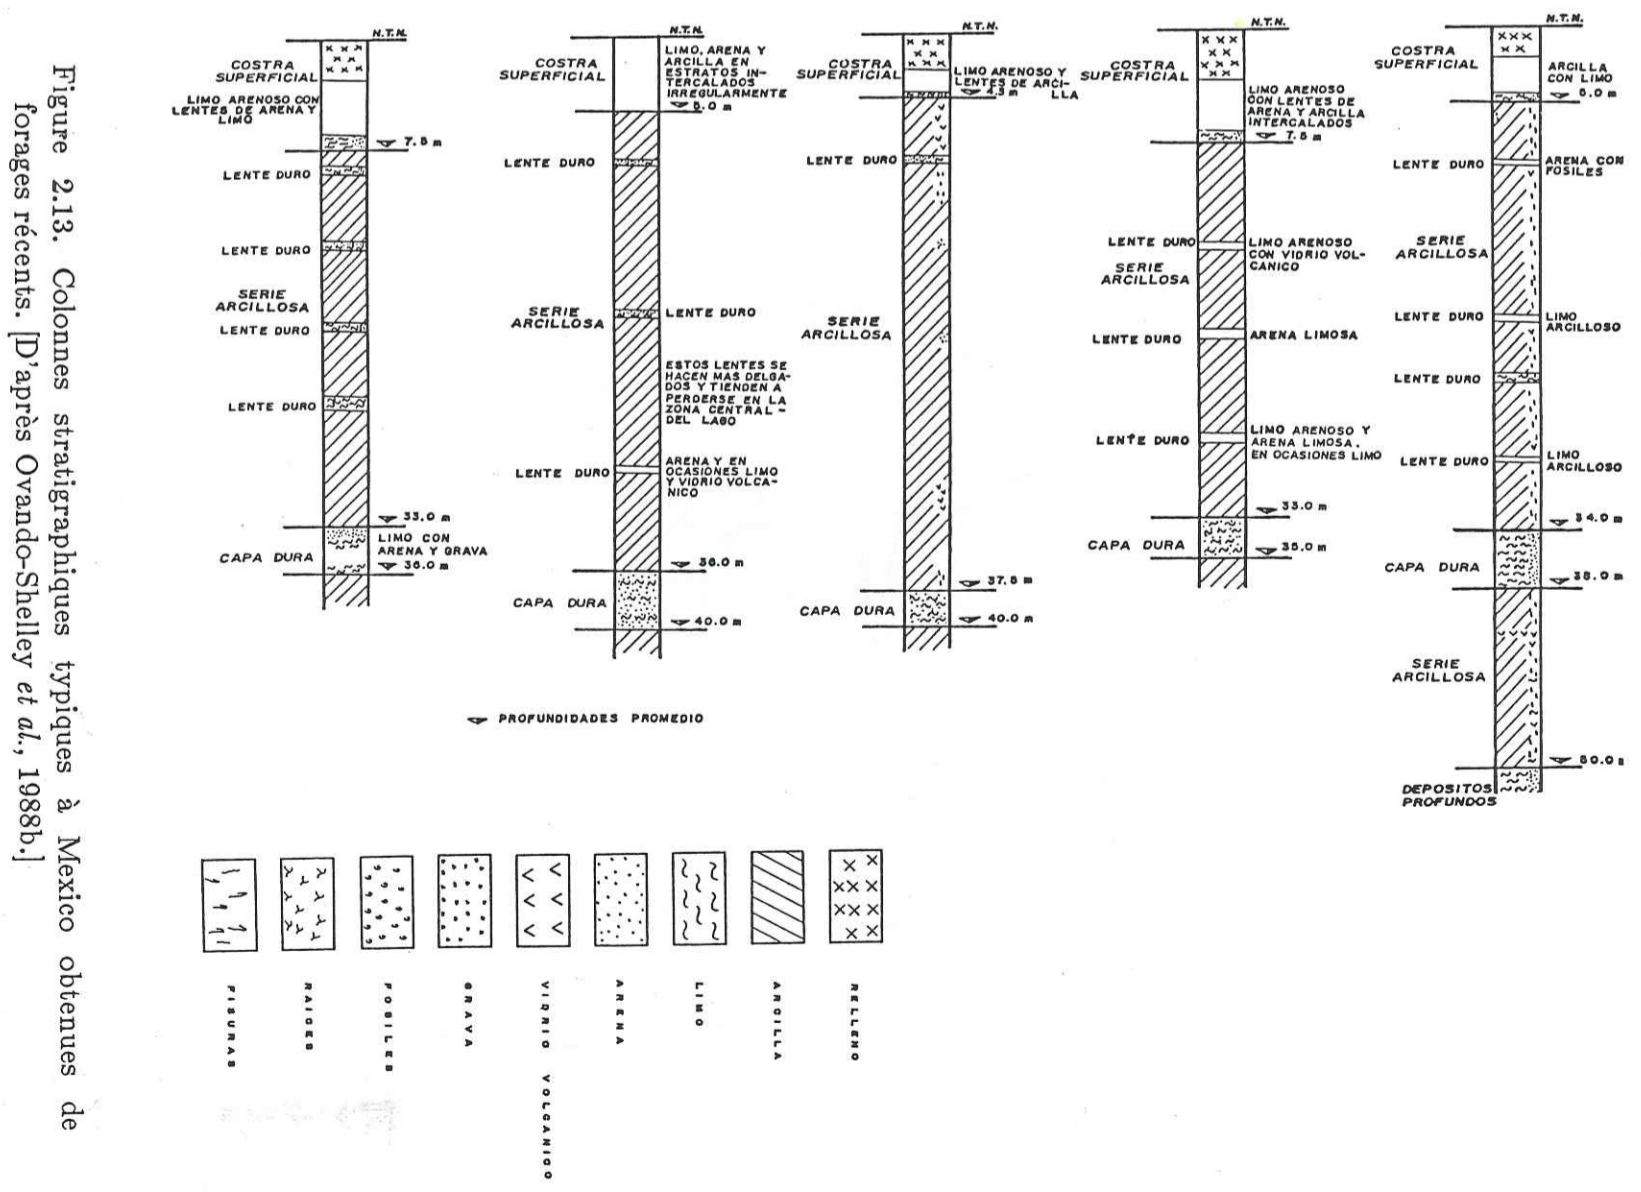 N.T.N.
COSTRA
SUPERFICIAL
LIMO ARENOSO CON
LENTES DE ARENA Y
LIMO
7.5 m
LENTE DURO
LENTE DURO
SERIE
ARCILLOSA
LENTE DURO
LENTE DURO
33.0 m
LIMO CON
ARENA Y GRAVA
CAPA DURA
36.0 m
N.T.N.
COSTRA
SUPERFICIAL
LIMO, ARENA Y
ARCILLA EN
ESTRATOS IN-
TERCALADOS
IRREGULARMENTE
5.0 m
LENTE DURO
SERIE
ARCILLOSA
LENTE DURO
ESTOS LENTES SE
HACEN MAS DELGA-
DOS Y TIENDEN A
PERDERSE EN LA
ZONA CENTRAL-
DEL LAGO
LENTE DURO
ARENA Y EN
OCASIONES LIMO
Y VIDRIO VOLCA-
NICO
36.0 m
CAPA DURA
40.0 m
N.T.N.
COSTRA
SUPERFICIAL
LIMO ARENOSO Y
LENTES DE ARCI-
LLA
4.5 m
LENTE DURO
SERIE
ARCILLOSA
37.5 m
CAPA DURA
40.0 m
N.T.N.
COSTRA
SUPERFICIAL
LIMO ARENOSO
CON LENTES DE
ARENA Y ARCILLA
INTERCALADOS
7.5 m
LENTE DURO
LIMO ARENOSO
CON VIDRIO VOL-
CANICO
SERIE
ARCILLOSA
LENTE DURO
ARENA LIMOSA
LENTE DURO
LIMO ARENOSO Y
ARENA LIMOSA.
EN OCASIONES LIMO
33.0 m
CAPA DURA
35.0 m
N.T.N.
COSTRA
SUPERFICIAL
ARCILLA
CON LIMO
5.0 m
LENTE DURO
ARENA CON
FOSILES
SERIE
ARCILLOSA
LENTE DURO
LIMO
ARCILLOSO
LENTE DURO
LENTE DURO
LIMO
ARCILLOSO
34.0 m
CAPA DURA
38.0 m
SERIE
ARCILLOSA
50.0
DEPOSITOS
PROFUNDOS
PROFUNDIDADES PROMEDIO
FISURAS
RAICES
FOSILES
GRAVA
VIDRIO VOLCANICO
ARENA
LIMO
ARCILLA
RELLENO
Figure 2.13. Colonnes stratigraphiques typiques à Mexico obtenues de
forages récents. [D'après Ovando-Shelley et al., 1988b.]